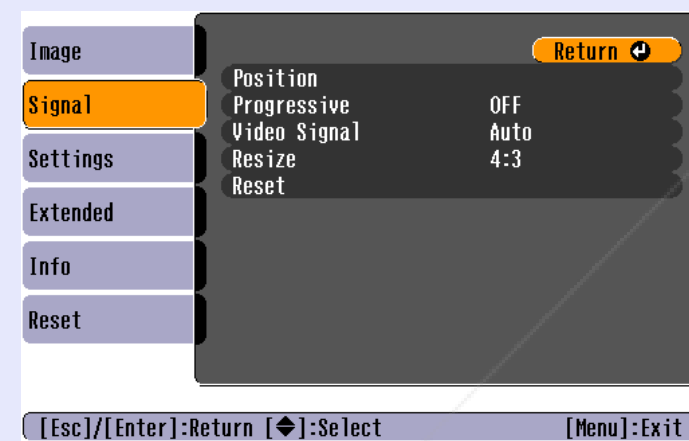 Image
Signal
Settings
Extended
Info
Reset
Return
Position
Progressive OFF
Video Signal Auto
Resize 4:3
Reset
[Esc]/[Enter]:Return [◆]:Select [Menu]:Exit